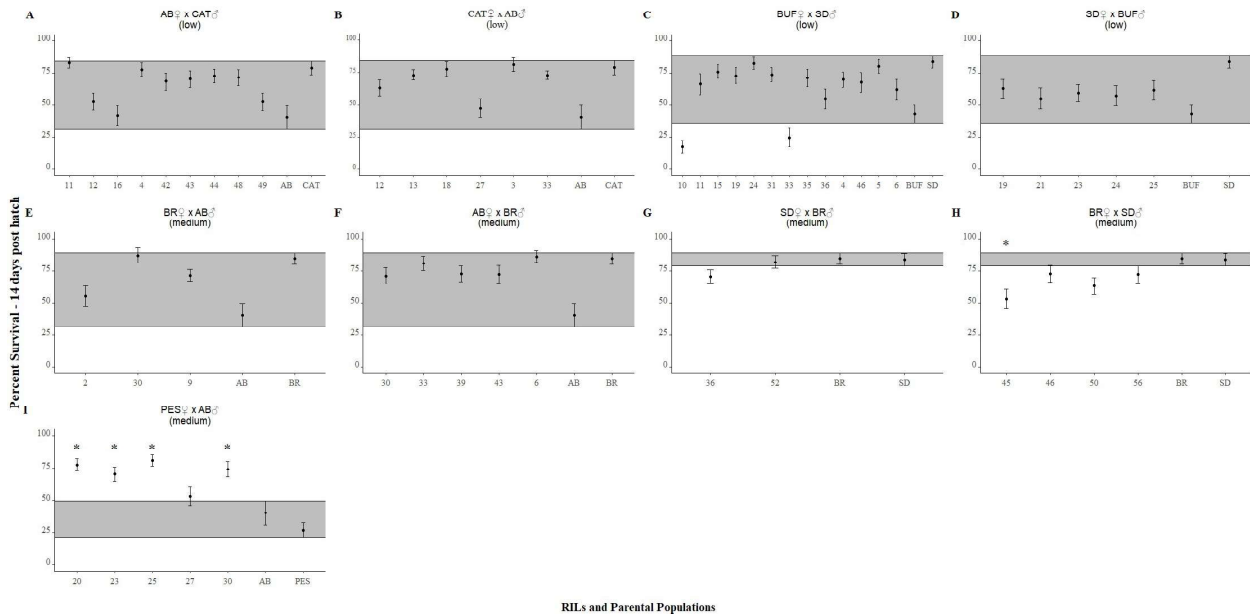 A
AB♀ x CAT♂
(low)
100
75
50
25
0
11 12 16 4 42 43 44 48 49 AB CAT
B
CAT♀ x AB♂
(low)
100
75
50
25
0
12 13 18 27 3 33 AB CAT
C
BUF♀ x SD♂
(low)
100
75
50
25
0
10 11 15 19 24 31 33 35 36 4 46 5 6 BUF SD
D
SD♀ x BUF♂
(low)
100
75
50
25
0
19 21 23 24 25 BUF SD
E
BR♀ x AB♂
(medium)
100
75
50
25
0
2 30 9 AB BR
F
AB♀ x BR♂
(medium)
100
75
50
25
0
30 33 39 43 6 AB BR
G
SD♀ x BR♂
(medium)
100
75
50
25
0
36 52 BR SD
H
BR♀ x SD♂
(medium)
*
100
75
50
25
0
45 46 50 56 BR SD
I
PES♀ x AB♂
(medium)
* * * *
100
75
50
25
0
20 23 25 27 30 AB PES
Percent Survival - 14 days post hatch
RILs and Parental Populations